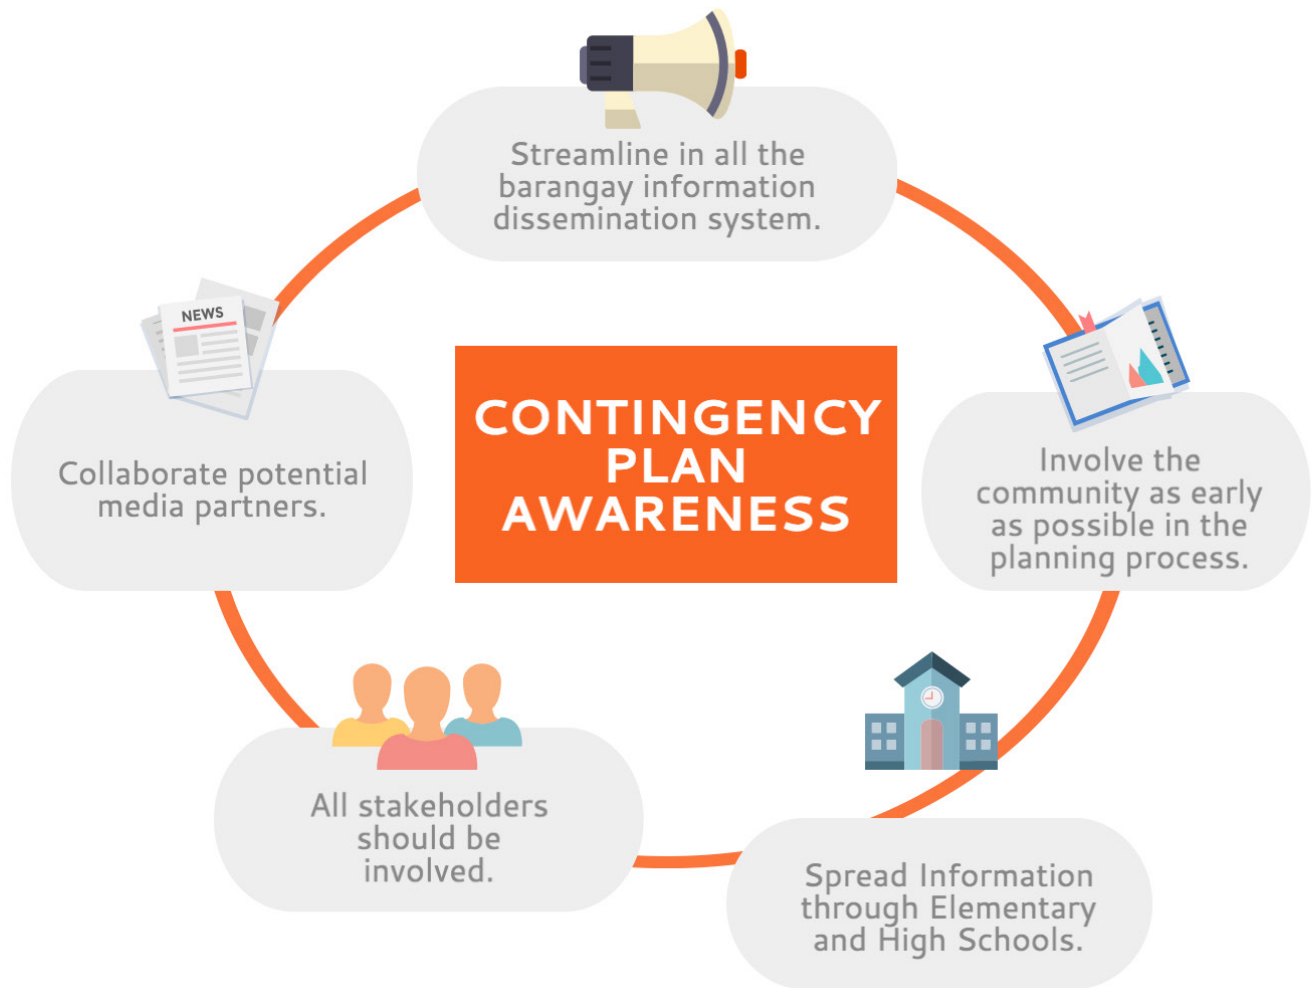 Streamline in all the
barangay information
dissemination system.
NEWS
Collaborate potential
media partners.
CONTINGENCY
PLAN
AWARENESS
Involve the
community as early
as possible in the
planning process.
All stakeholders
should be
involved.
Spread Information
through Elementary
and High Schools.